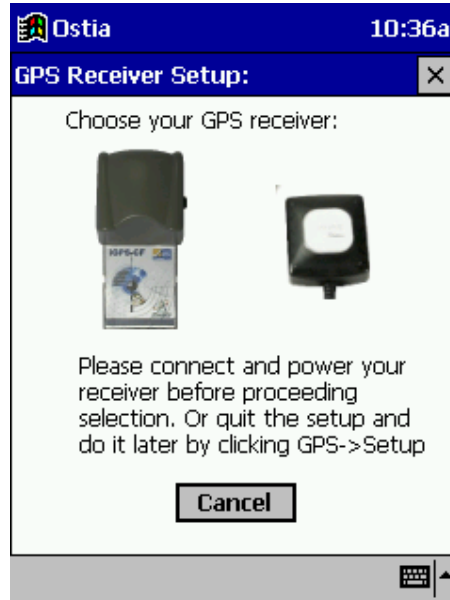 Ostia 10:36a
GPS Receiver Setup:
Choose your GPS receiver:
iGPS-CF
Please connect and power your
receiver before proceeding
selection. Or quit the setup and
do it later by clicking GPS->Setup
Cancel